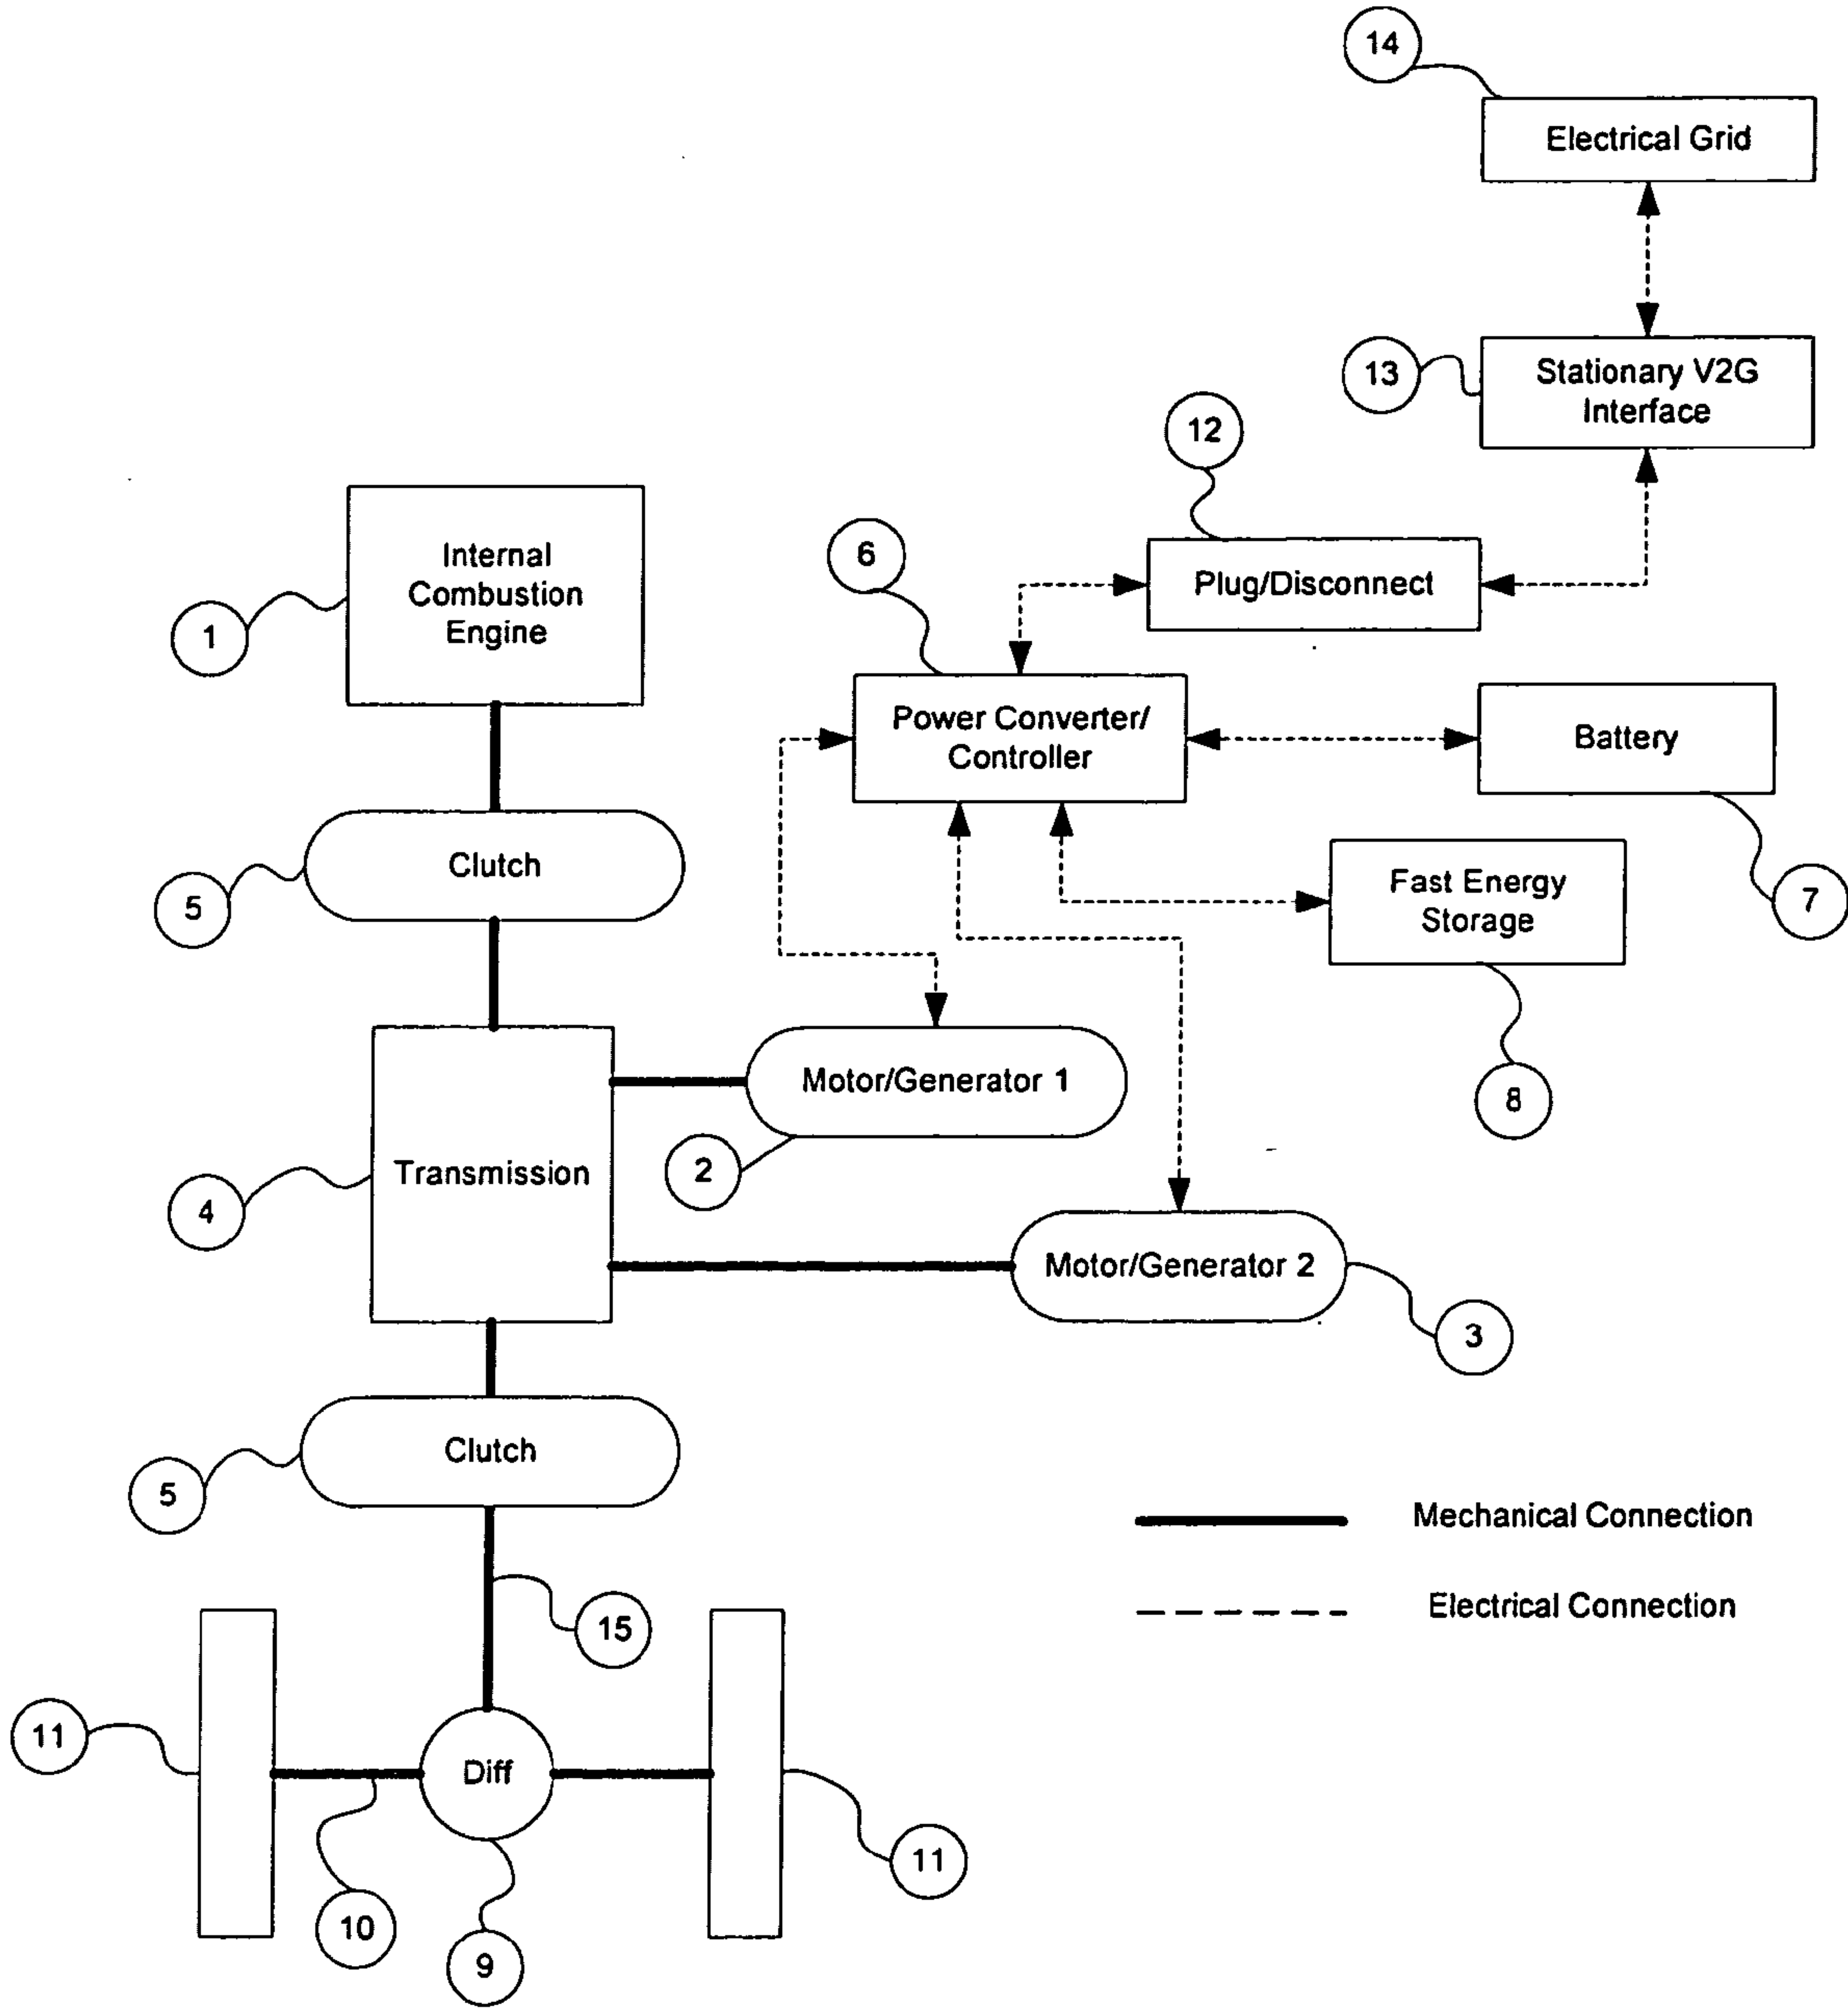 14
Electrical Grid
13
Stationary V2G
Interface
12
6
Plug/Disconnect
Internal
Combustion
Engine
1
Power Converter/
Controller
Battery
7
5
Clutch
Fast Energy
Storage
8
Motor/Generator 1
2
4
Transmission
Motor/Generator 2
3
Clutch
5
Mechanical Connection
Electrical Connection
15
11
Diff
11
10
9